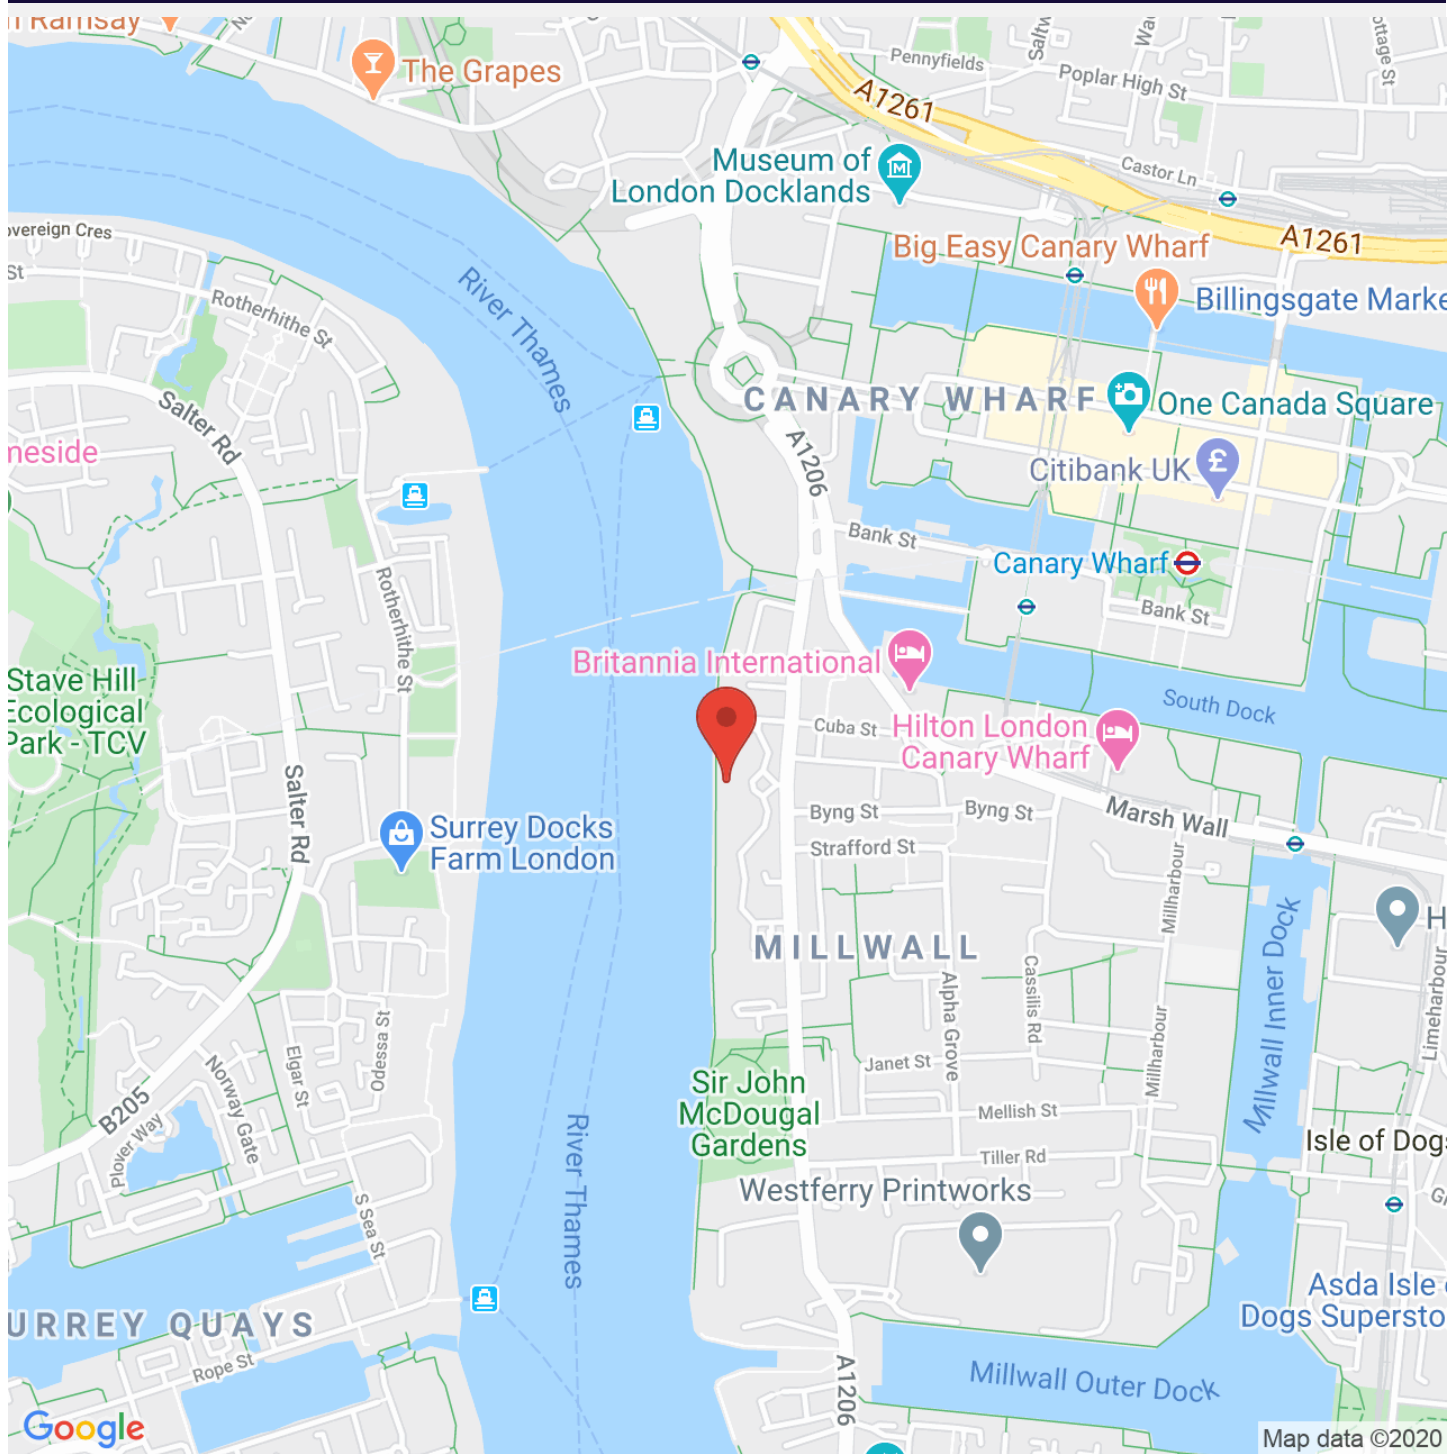 n Ramsay
The Grapes
Pennyfields
Poplar High St
A1261
Castor Ln
Museum of
London Docklands
overeign Cres
St
Big Easy Canary Wharf
A1261
River Thames
Rotherhithe St
Billingsgate Marke
Salter Rd
CANARY WHARF
One Canada Square
meside
A1206
Citibank UK
Bank St
Canary Wharf
Rotherhithe St
Bank St
Britannia International
Stave Hill
Ecological
Park - TCV
South Dock
Cuba St
Hilton London
Canary Wharf
Salter Rd
Byng St
Byng St
Marsh Wall
Surrey Docks
Farm London
Strafford St
Millharbour
Millwall Inner Dock
H
MILLWALL
Limeharbour
Alpha Grove
Cassilis Rd
Odessa St
Elgar St
Norway Gate
Janet St
Millharbour
Sir John
McDougal
Gardens
B205
Plover Way
Mellish St
River Thames
Isle of Dogs
Tiller Rd
Westferry Printworks
S Sea St
Asda Isle
Dogs Supersto
URREY QUAYS
Rope St
A1206
Millwall Outer Dock
Google
Map data ©2020